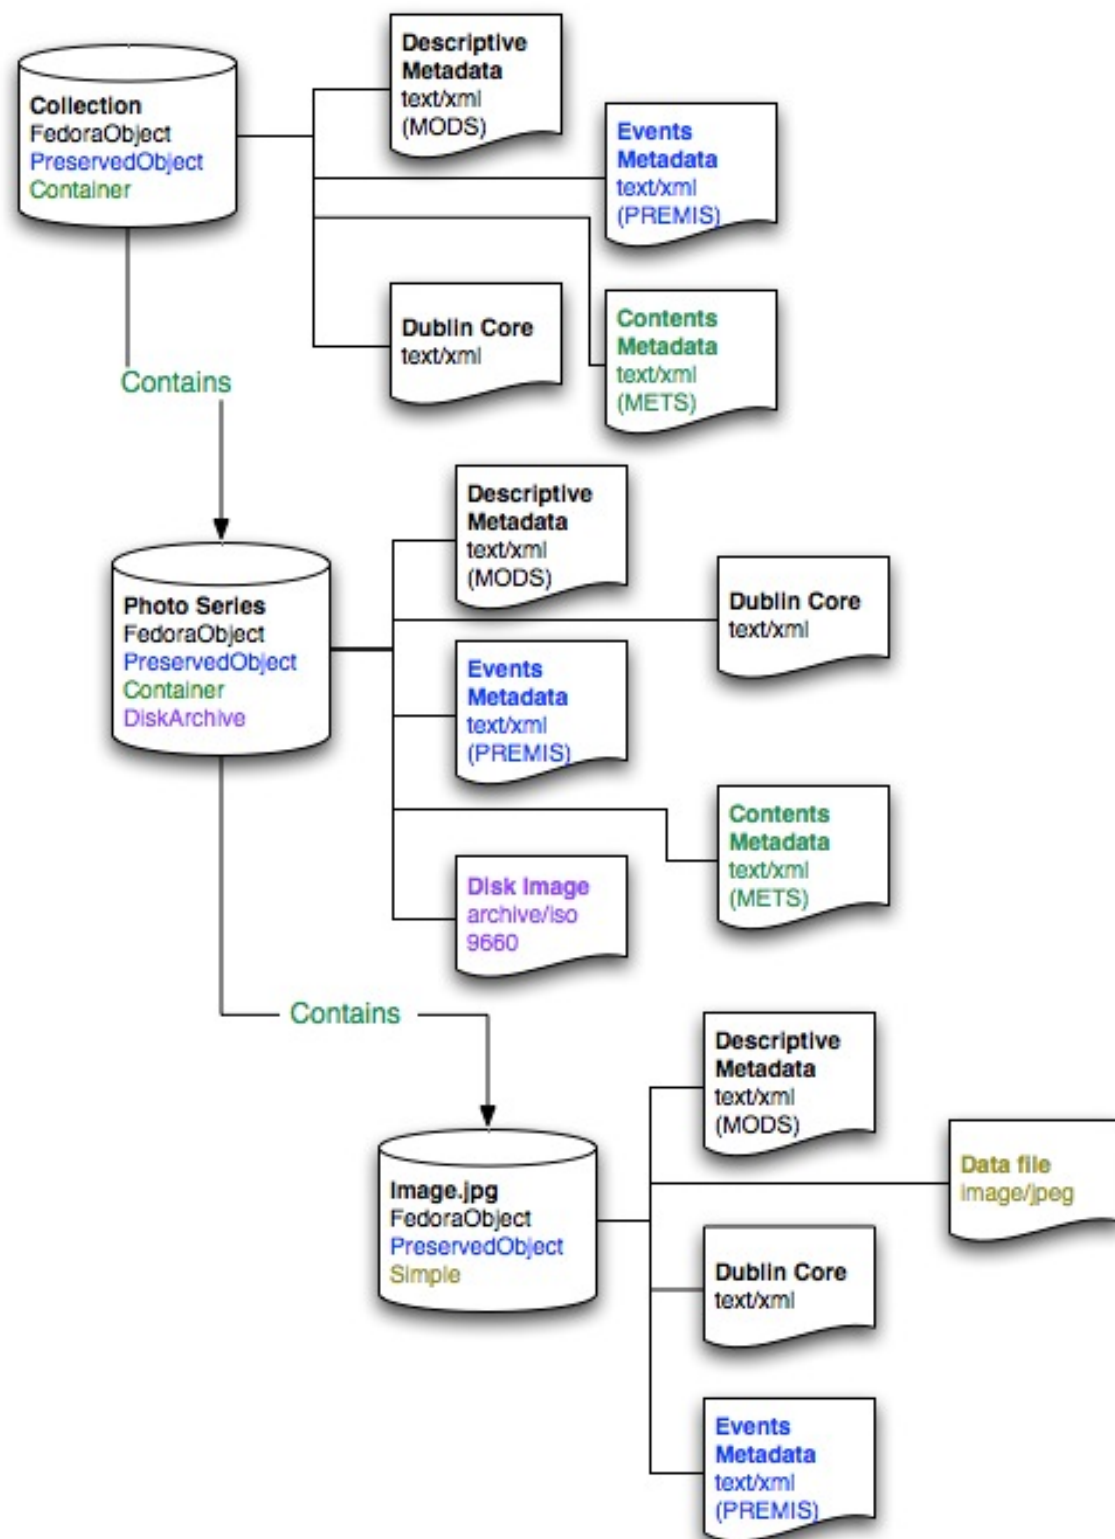 Collection
FedoraObject
PreservedObject
Container
Descriptive
Metadata
text/xml
(MODS)
Events
Metadata
text/xml
(PREMIS)
Dublin Core
text/xml
Contents
Metadata
text/xml
(METS)
Contains
Photo Series
FedoraObject
PreservedObject
Container
DiskArchive
Descriptive
Metadata
text/xml
(MODS)
Dublin Core
text/xml
Events
Metadata
text/xml
(PREMIS)
Contents
Metadata
text/xml
(METS)
Disk Image
archive/iso
9660
Contains
Image.jpg
FedoraObject
PreservedObject
Simple
Descriptive
Metadata
text/xml
(MODS)
Data file
image/jpeg
Dublin Core
text/xml
Events
Metadata
text/xml
(PREMIS)